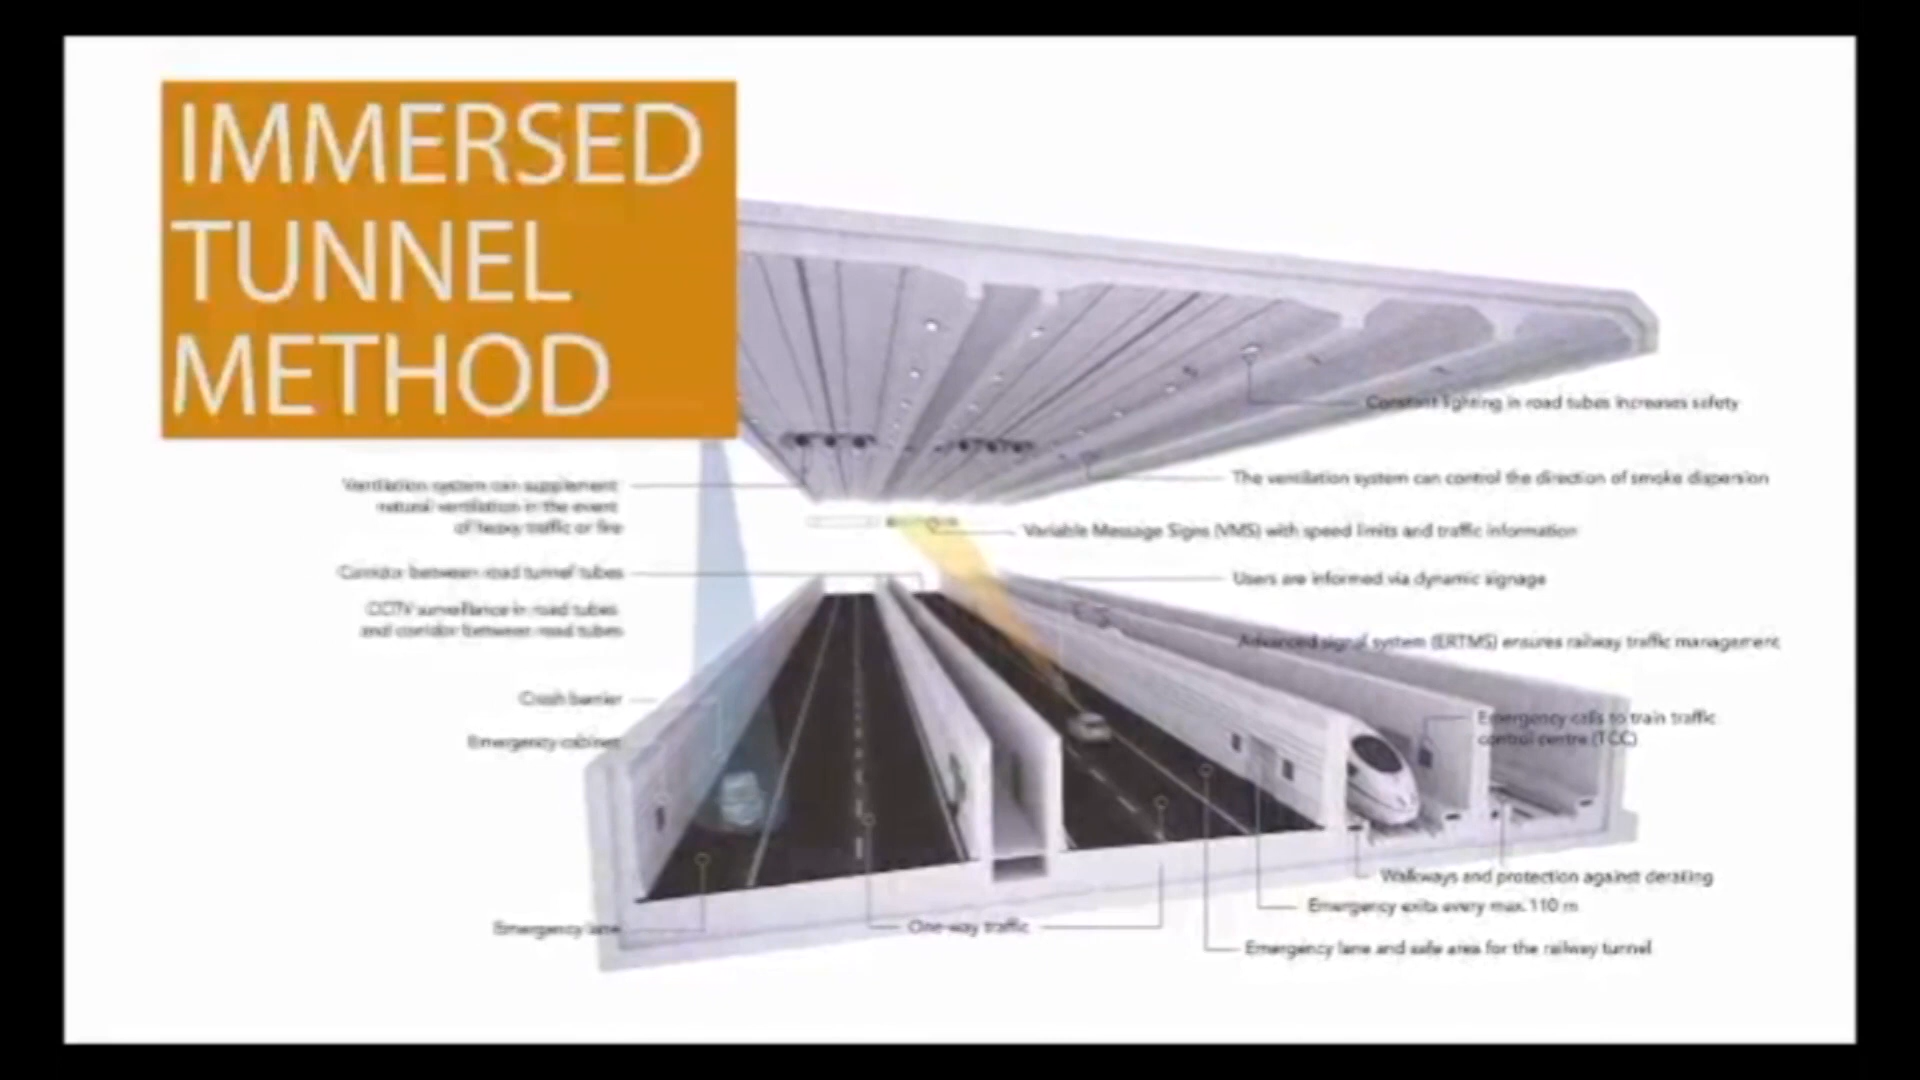 IMMERSED
TUNNEL
METHOD
Constant lighting in road tubes increases safety
Ventilation system can supplement
natural ventilation in the event
of heavy traffic or fire
The ventilation system can control the direction of smoke dispersion
Variable Message Signs (VMS) with speed limits and traffic information
Corridor between road tunnel tubes
Users are informed via dynamic signage
CCTV surveillance in road tubes
and corridor between road tubes
Advanced signal system (ERTMS) ensures railway traffic management
Crash barrier
Emergency calls to train traffic
control centre (TCC)
Emergency cabinet
Walkways and protection against derailing
Emergency exits every max. 110 m
Emergency lane
One-way traffic
Emergency lane and safe area for the railway tunnel